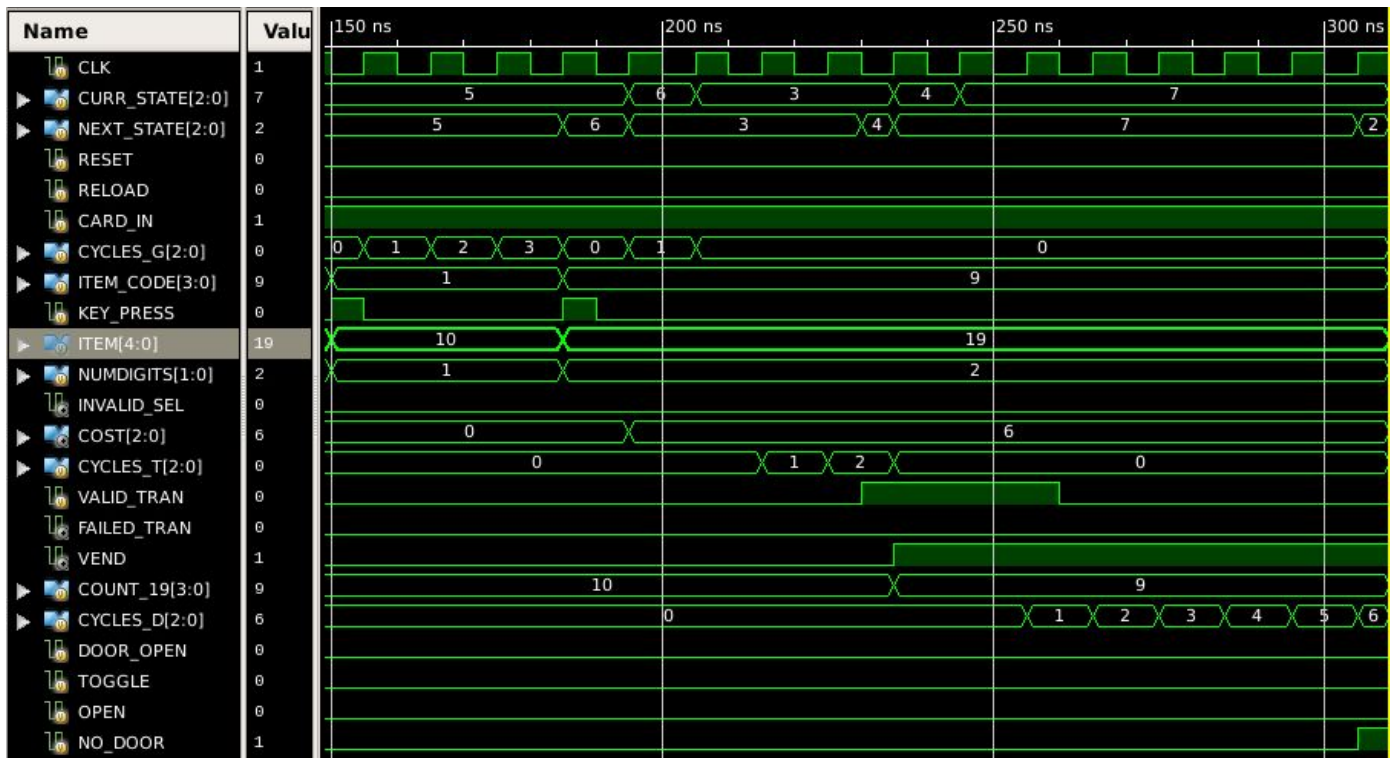 Name Valu 150 ns 200 ns 250 ns 300 ns
CLK 1
CURR_STATE[2:0] 7 5 6 3 4 7
NEXT_STATE[2:0] 2 5 6 3 4 7 2
RESET 0
RELOAD 0
CARD_IN 1
CYCLES_G[2:0] 0 0 1 2 3 0 1 0
ITEM_CODE[3:0] 9 1 9
KEY_PRESS 0
ITEM[4:0] 19 10 19
NUMDIGITS[1:0] 2 1 2
INVALID_SEL 0
COST[2:0] 6 0 6
CYCLES_T[2:0] 0 0 1 2 0
VALID_TRAN 0
FAILED_TRAN 0
VEND 1
COUNT_19[3:0] 9 10 9
CYCLES_D[2:0] 6 0 1 2 3 4 5 6
DOOR_OPEN 0
TOGGLE 0
OPEN 0
NO_DOOR 1